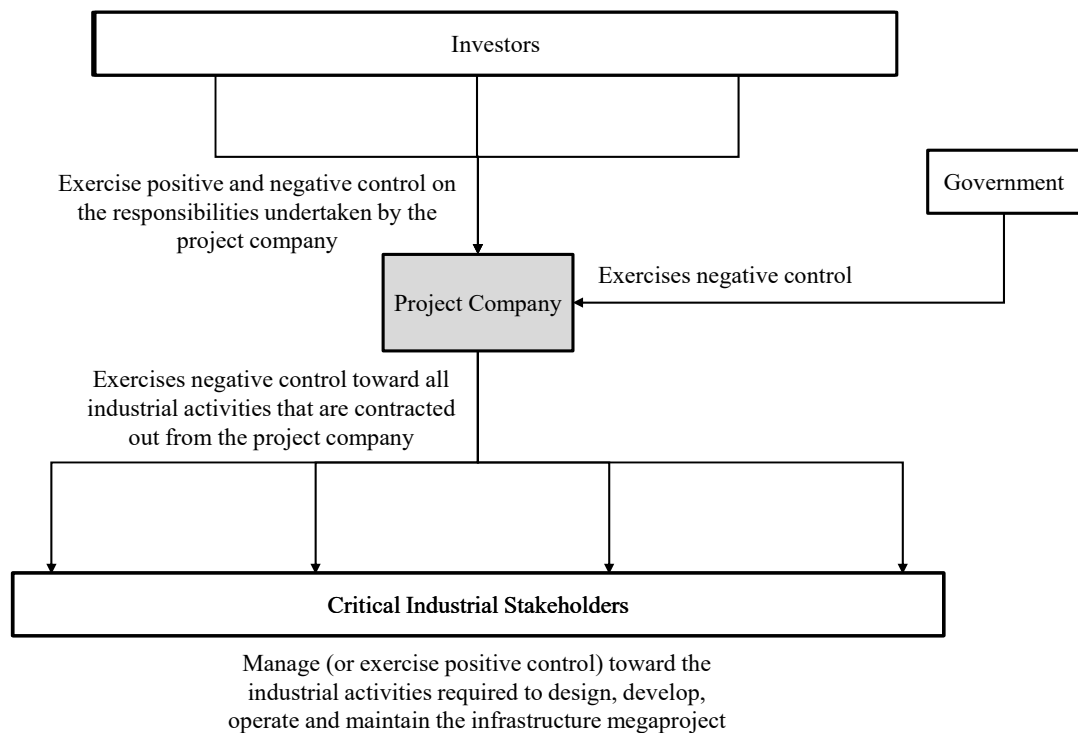 Investors
Exercise positive and negative control on
the responsibilities undertaken by the
project company
Government
Exercises negative control
Project Company
Exercises negative control toward all
industrial activities that are contracted
out from the project company
Critical Industrial Stakeholders
Manage (or exercise positive control) toward the
industrial activities required to design, develop,
operate and maintain the infrastructure megaproject